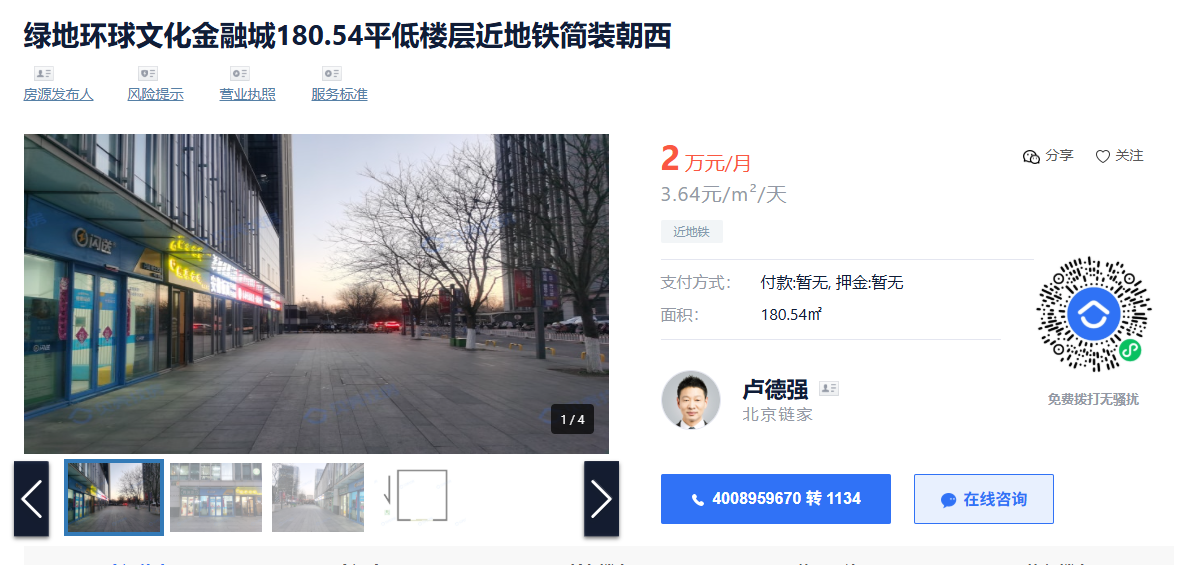 绿地环球文化金融城180.54平低楼层近地铁简装朝西
房源发布人 风险提示 营业执照 服务标准
2 万元/月
分享 关注
3.64元/m²/天
近地铁
支付方式： 付款:暂无, 押金:暂无
面积： 180.54㎡
闪送
1 / 4
卢德强
北京链家
免费拨打无骚扰
4008959670 转 1134
在线咨询